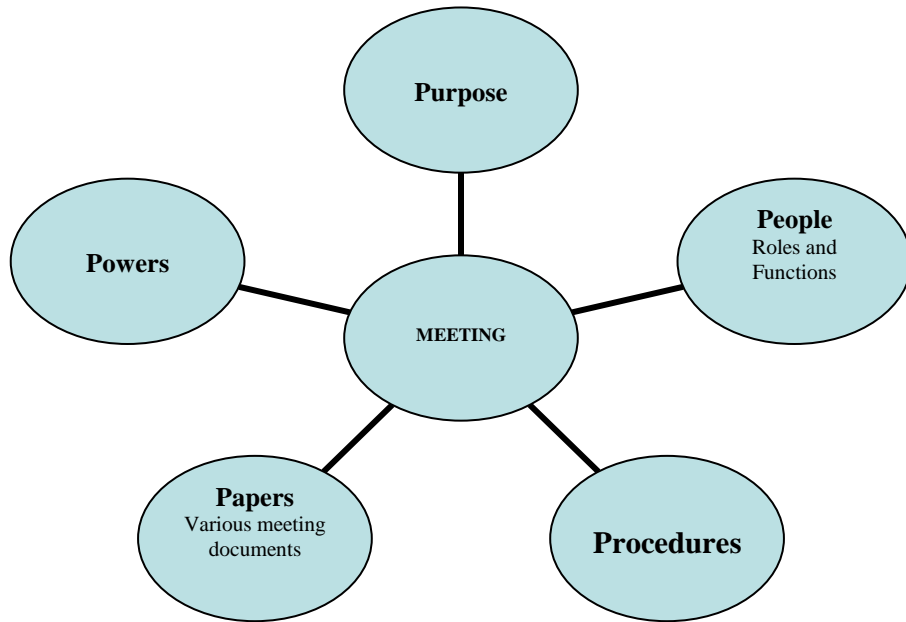 Purpose
People
Roles and
Functions
Powers
MEETING
Papers
Various meeting
documents
Procedures